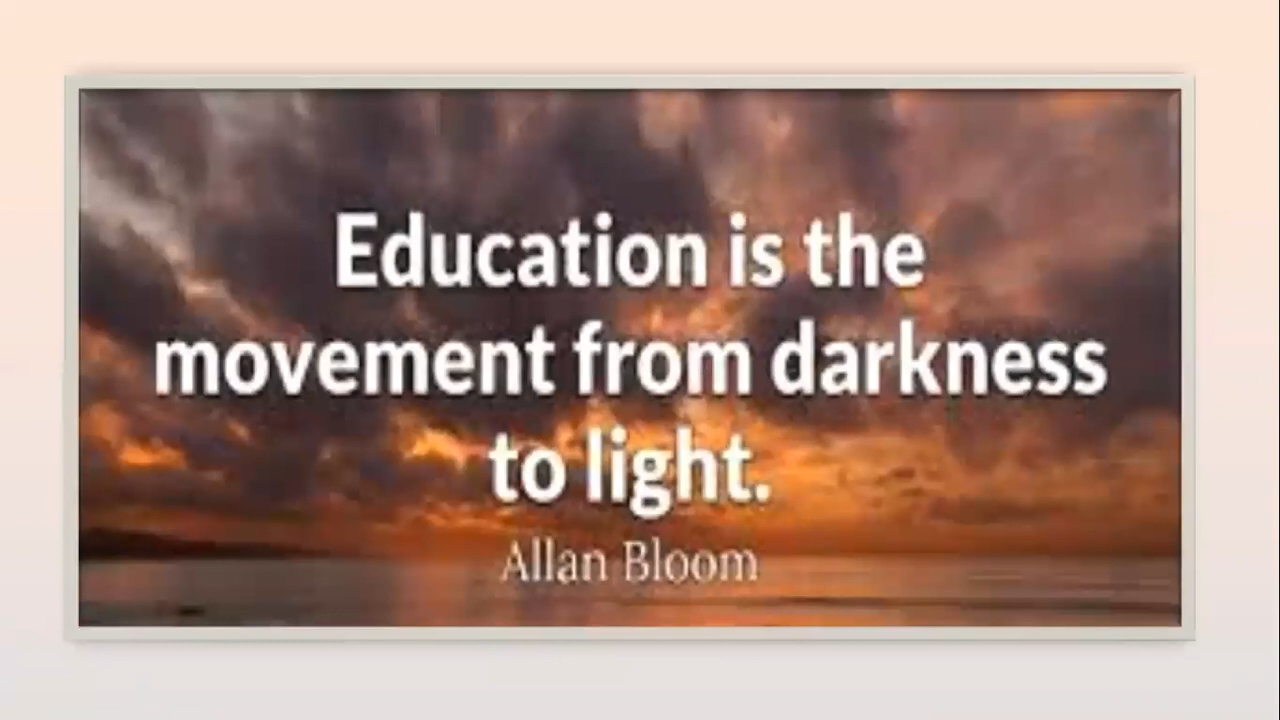 Education is the
movement from darkness
to light.
Allan Bloom